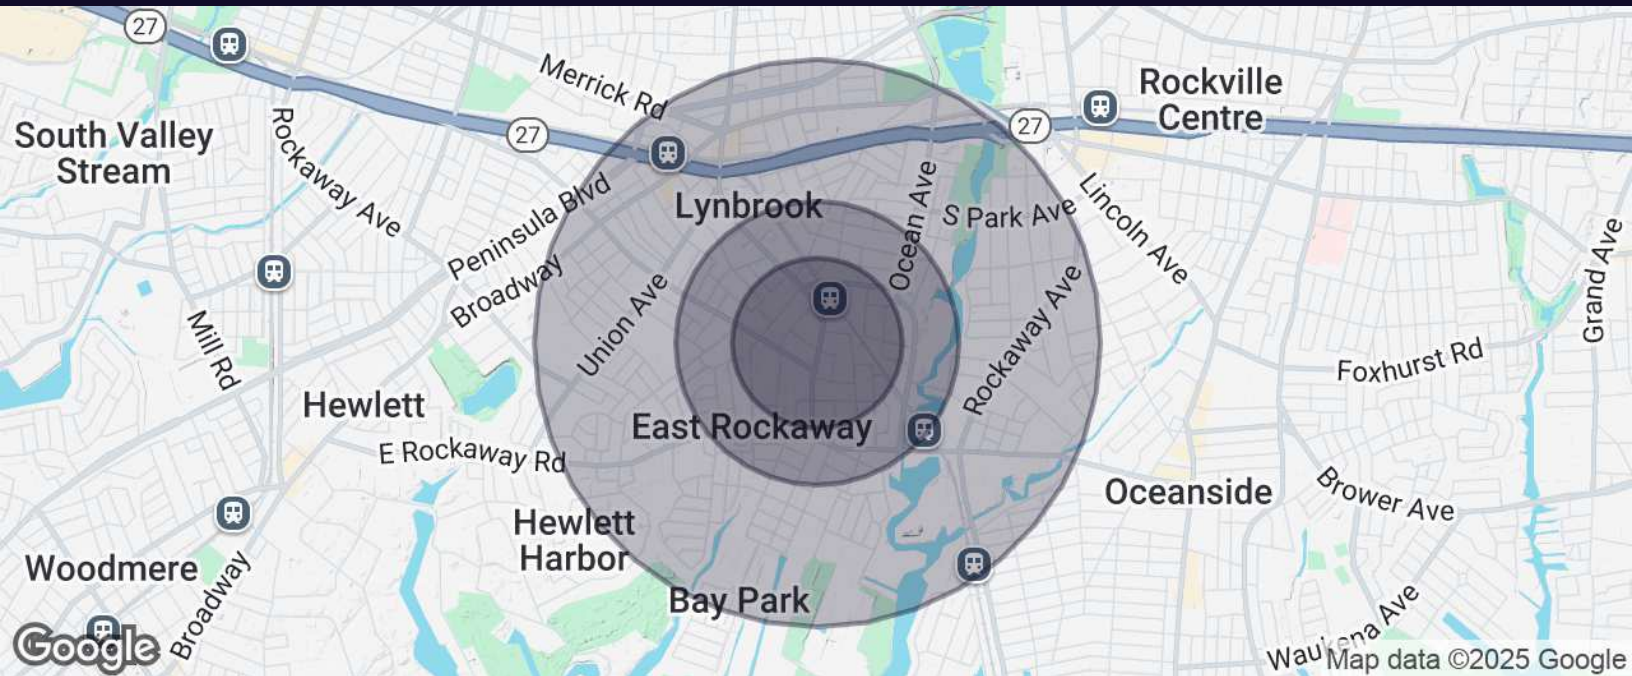 27
Merrick Rd
Rockville
Centre
27
27
South Valley
Stream
Rockaway Ave
Peninsula Blvd
Lynbrook
Ocean Ave
S Park Ave
Lincoln Ave
Broadway
Union Ave
Rockaway Ave
Grand Ave
Mill Rd
Foxhurst Rd
Hewlett
East Rockaway
E Rockaway Rd
Oceanside
Brower Ave
Hewlett
Harbor
Woodmere
Broadway
Bay Park
Waukena Ave
Google
Map data ©2025 Google